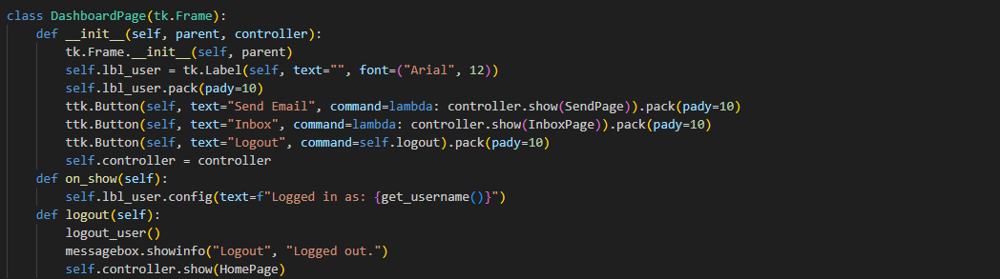 class DashboardPage(tk.Frame):
    def __init__(self, parent, controller):
        tk.Frame.__init__(self, parent)
        self.lbl_user = tk.Label(self, text="", font=("Arial", 12))
        self.lbl_user.pack(pady=10)
        ttk.Button(self, text="Send Email", command=lambda: controller.show(SendPage)).pack(pady=10)
        ttk.Button(self, text="Inbox", command=lambda: controller.show(InboxPage)).pack(pady=10)
        ttk.Button(self, text="Logout", command=self.logout).pack(pady=10)
        self.controller = controller
    def on_show(self):
        self.lbl_user.config(text=f"Logged in as: {get_username()}")
    def logout(self):
        logout_user()
        messagebox.showinfo("Logout", "Logged out.")
        self.controller.show(HomePage)